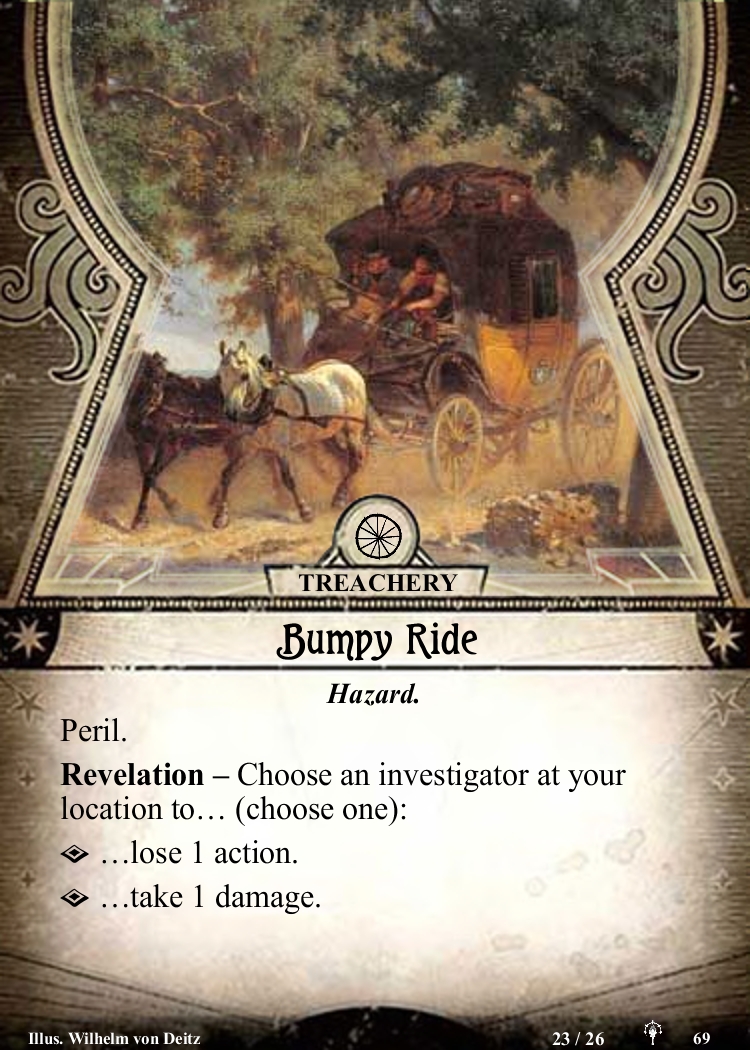 TREACHERY
Bumpy Ride
Hazard.
Peril.
Revelation – Choose an investigator at your
location to… (choose one):
…lose 1 action.
…take 1 damage.
Illus. Wilhelm von Deitz
23 / 26
69